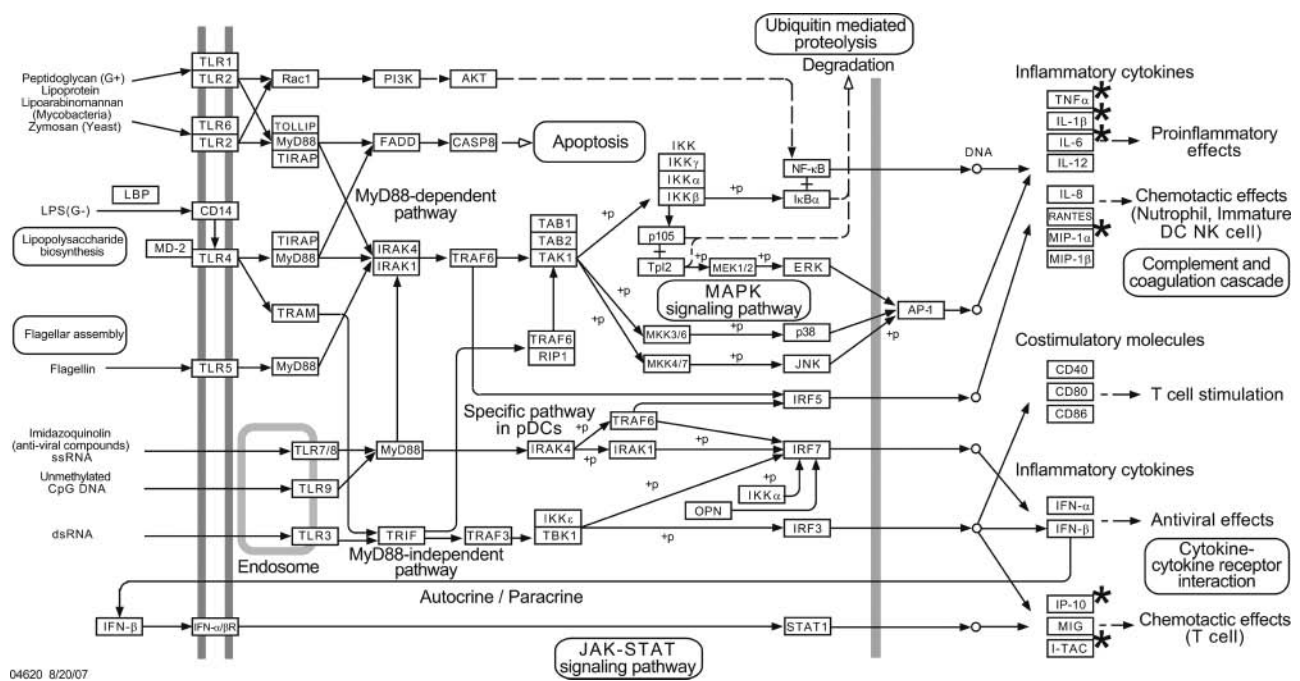 Ubiquitin mediated
proteolysis
Degradation
Peptidoglycan (G+)
Lipoprotein
Lipoarabinomannan
(Mycobacteria)
Zymosan (Yeast)
TLR1
TLR2
Rac1
PI3K
AKT
TLR6
TLR2
TOLLIP
MyD88
TIRAP
FADD
CASP8
Apoptosis
LBP
LPS(G-)
CD14
Lipopolysaccharide
biosynthesis
MD-2
TLR4
TIRAP
MyD88
MyD88-dependent
pathway
IRAK4
IRAK1
TRAF6
TAB1
TAB2
TAK1
IKK
IKKγ
IKKα
IKKβ
+p
+p
NF-κB
IκBα
p105
Tpl2
+p
MEK1/2
+p
ERK
MAPK
signaling pathway
TRAM
TRAF6
RIP1
+p
+p
MKK3/6
+p
p38
MKK4/7
+p
JNK
AP-1
+p
Flagellar assembly
Flagellin
TLR5
MyD88
IRF5
Specific pathway
in pDCs
TRAF6
Imidazoquinolin
(anti-viral compounds)
ssRNA
TLR7/8
MyD88
IRAK4
+p
+p
IRAK1
+p
IRF7
Unmethylated
CpG DNA
TLR9
+p
+p
IKKα
OPN
dsRNA
TLR3
Endosome
TRIF
TRAF3
IKKε
TBK1
+p
IRF3
MyD88-independent
pathway
Autocrine / Paracrine
IFN-β
IFN-α/βR
STAT1
JAK-STAT
signaling pathway
DNA
Inflammatory cytokines
TNFα*
IL-1β*
IL-6*
IL-12
Proinflammatory
effects
IL-8
RANTES
MIP-1α*
MIP-1β
Chemotactic effects
(Nutrophil, Immature
DC NK cell)
Complement and
coagulation cascade
Costimulatory molecules
CD40
CD80
CD86
T cell stimulation
Inflammatory cytokines
IFN-α
IFN-β
Antiviral effects
Cytokine-
cytokine receptor
interaction
IP-10*
MIG
I-TAC*
Chemotactic effects
(T cell)
04620 8/20/07